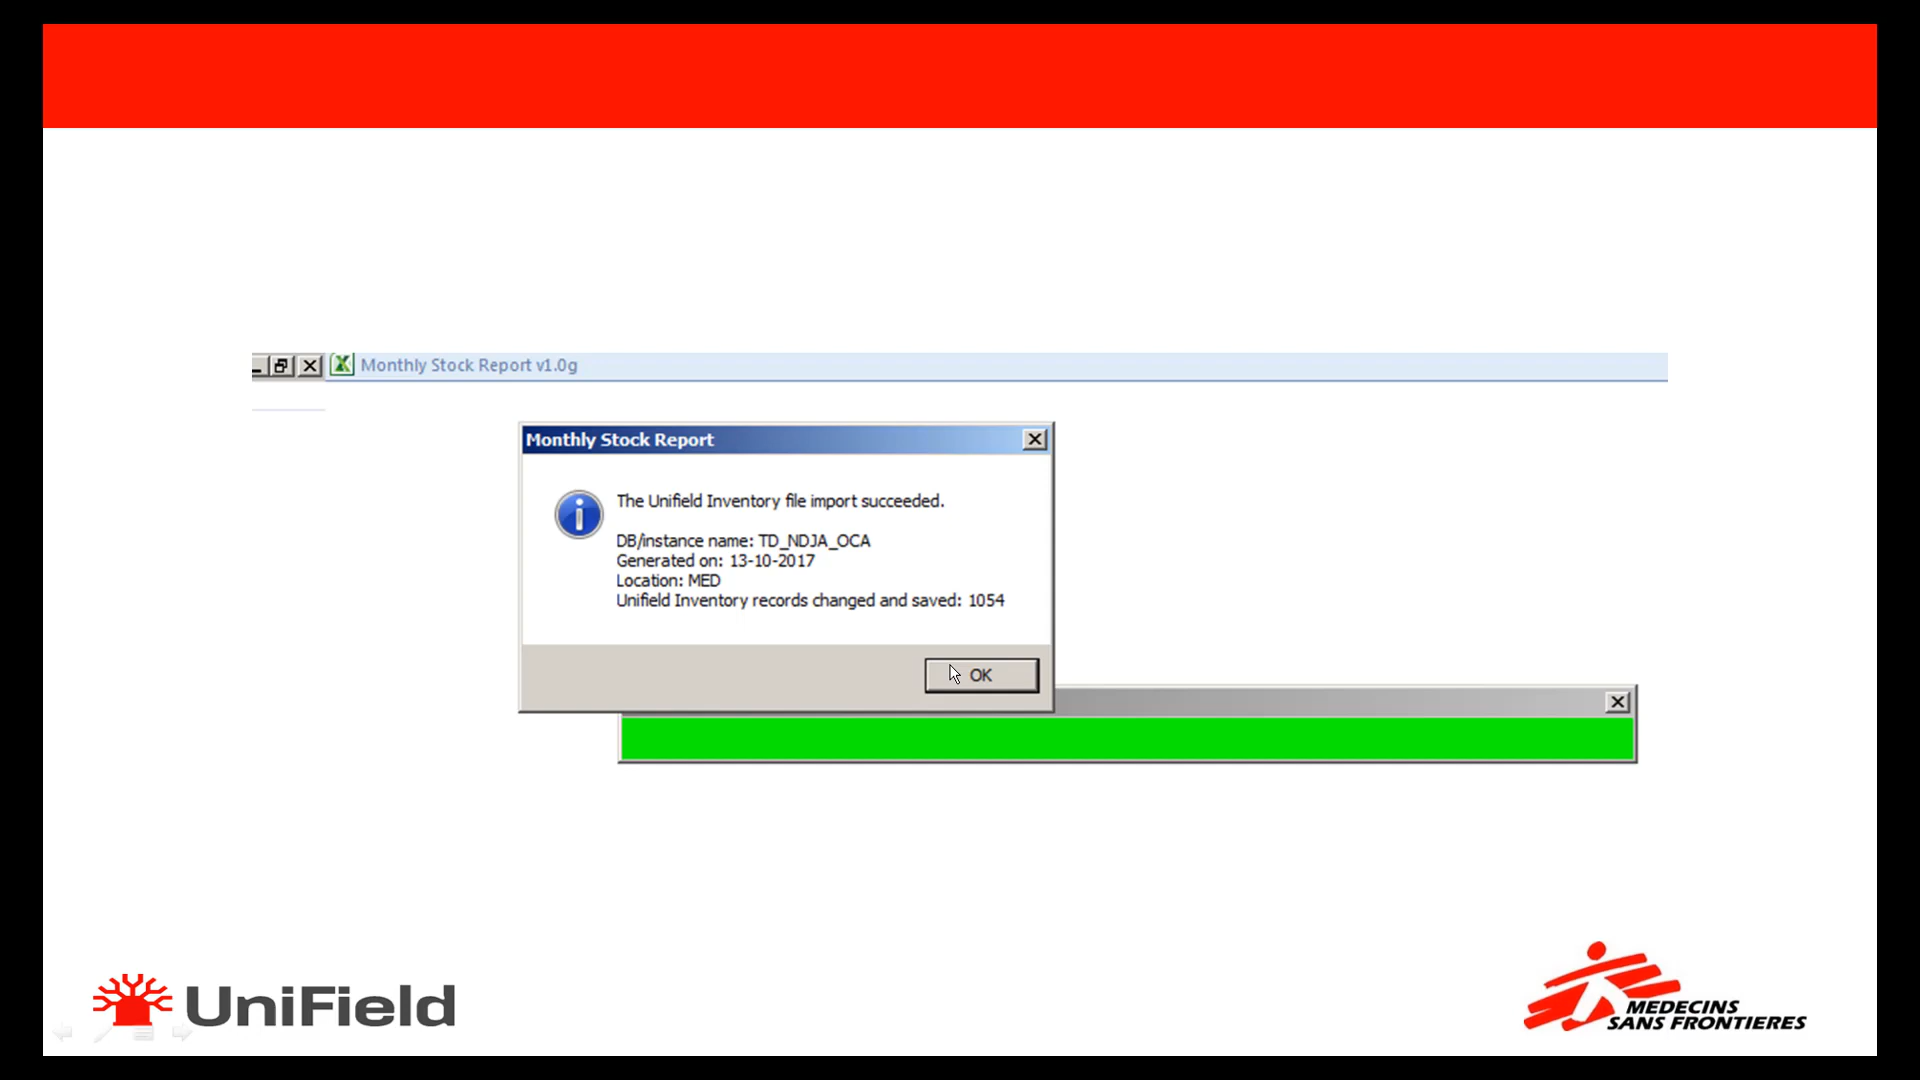 Monthly Stock Report v1.0g
Monthly Stock Report
The Unifield Inventory file import succeeded.
DB/instance name: TD_NDJA_OCA
Generated on: 13-10-2017
Location: MED
Unifield Inventory records changed and saved: 1054
OK
UniField
MEDECINS
SANS FRONTIERES